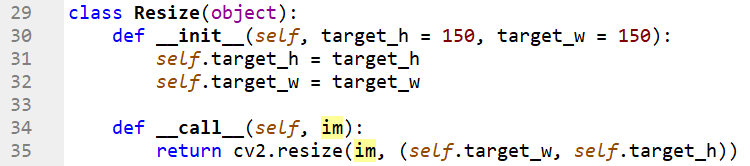 29 class Resize(object):
30     def __init__(self, target_h = 150, target_w = 150):
31         self.target_h = target_h
32         self.target_w = target_w
33
34     def __call__(self, im):
35         return cv2.resize(im, (self.target_w, self.target_h))